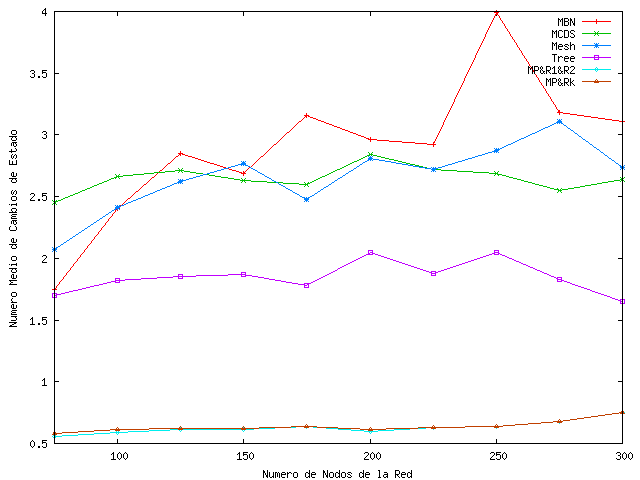 4
3.5
3
2.5
2
1.5
1
0.5
100
150
200
250
300
Numero Medio de Cambios de Estado
Numero de Nodos de la Red
MBN
MCDS
Mesh
Tree
MP&R1&R2
MP&Rk